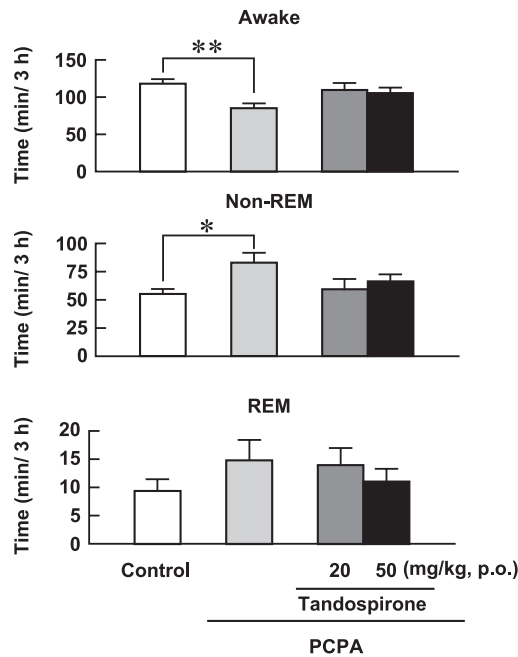 Awake
Time (min/ 3 h)
150
100
50
0
**
Non-REM
Time (min/ 3 h)
100
75
50
25
0
*
REM
Time (min/ 3 h)
20
15
10
5
0
Control
20 50 (mg/kg, p.o.)
Tandospirone
PCPA